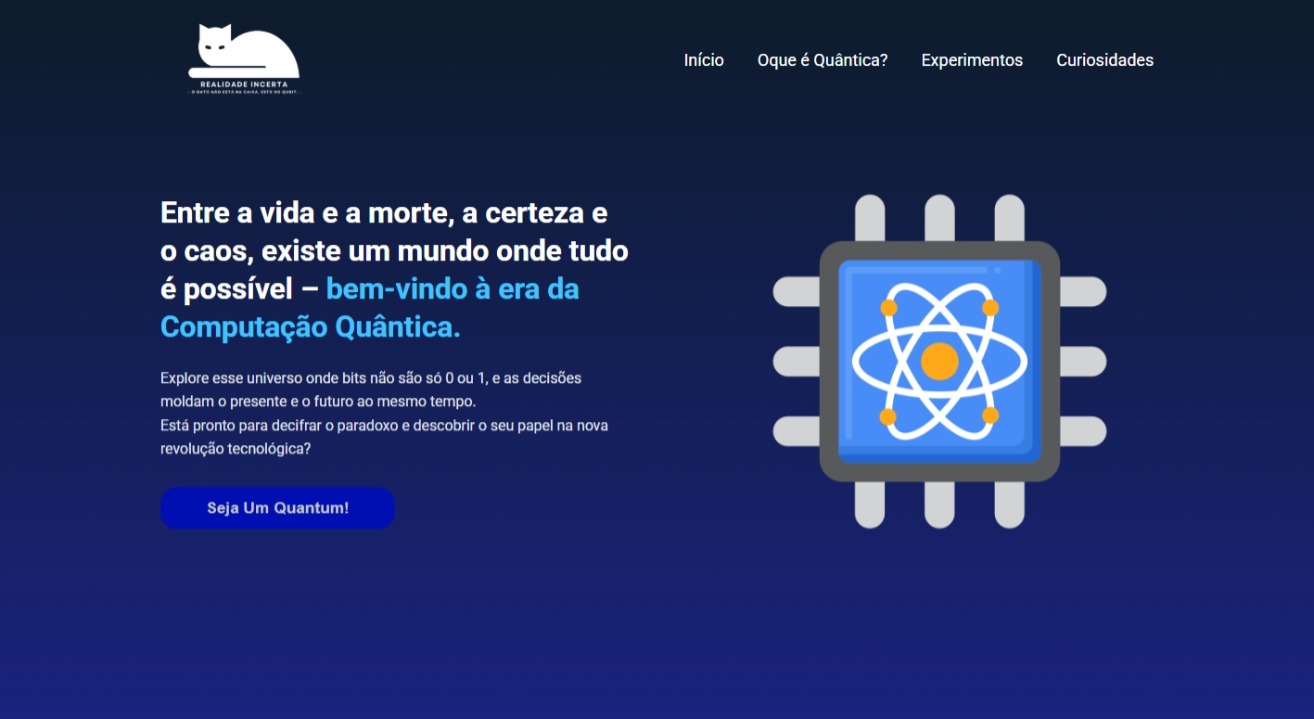 REALIDADE INCERTA
- O GATO NÃO ESTÁ NA CAIXA, ESTÁ NO QUBIT. -
Início Oque é Quântica? Experimentos Curiosidades
Entre a vida e a morte, a certeza e
o caos, existe um mundo onde tudo
é possível – bem-vindo à era da
Computação Quântica.
Explore esse universo onde bits não são só 0 ou 1, e as decisões
moldam o presente e o futuro ao mesmo tempo.
Está pronto para decifrar o paradoxo e descobrir o seu papel na nova
revolução tecnológica?
Seja Um Quantum!